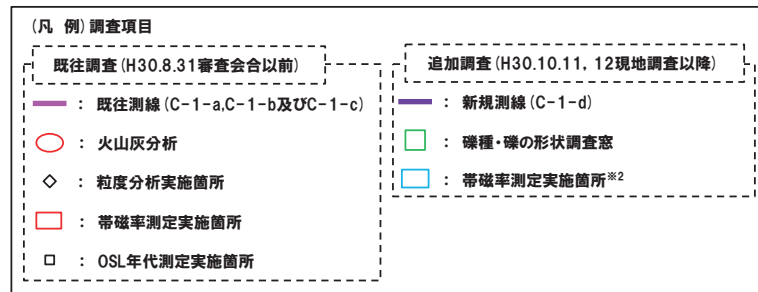 (凡 例)調査項目
既往調査(H30.8.31審査会合以前)
: 既往測線(C-1-a,C-1-b及びC-1-c)
: 火山灰分析
: 粒度分析実施箇所
: 帯磁率測定実施箇所
: OSL年代測定実施箇所
追加調査(H30.10.11, 12現地調査以降)
: 新規測線(C-1-d)
: 礫種・礫の形状調査窓
: 帯磁率測定実施箇所※2